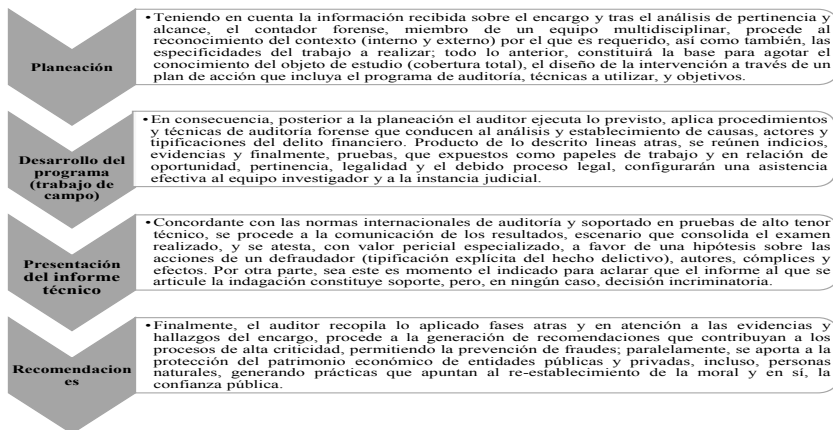 Planeación
•Teniendo en cuenta la información recibida sobre el encargo y tras el análisis de pertinencia y
alcance, el contador forense, miembro de un equipo multidisciplinar, procede al
reconocimiento del contexto (interno y externo) por el que es requerido, así como también, las
especificidades del trabajo a realizar; todo lo anterior, constituirá la base para agotar el
conocimiento del objeto de estudio (cobertura total), el diseño de la intervención a través de un
plan de acción que incluya el programa de auditoría, técnicas a utilizar, y objetivos.
Desarrollo del
programa
(trabajo de
campo)
•En consecuencia, posterior a la planeación el auditor ejecuta lo previsto, aplica procedimientos
y técnicas de auditoría forense que conducen al análisis y establecimiento de causas, actores y
tipificaciones del delito financiero. Producto de lo descrito lineas atras, se reúnen indicios,
evidencias y finalmente, pruebas, que expuestos como papeles de trabajo y en relación de
oportunidad, pertinencia, legalidad y el debido proceso legal, configurarán una asistencia
efectiva al equipo investigador y a la instancia judicial.
Presentación
del informe
técnico
•Concordante con las normas internacionales de auditoría y soportado en pruebas de alto tenor
técnico, se procede a la comunicación de los resultados, escenario que consolida el examen
realizado, y se atesta, con valor pericial especializado, a favor de una hipótesis sobre las
acciones de un defraudador (tipificación explícita del hecho delictivo), autores, cómplices y
efectos. Por otra parte, sea este es momento el indicado para aclarar que el informe al que se
articule la indagación constituye soporte, pero, en ningún caso, decisión incriminatoria.
Recomendacion
es
•Finalmente, el auditor recopila lo aplicado fases atras y en atención a las evidencias y
hallazgos del encargo, procede a la generación de recomendaciones que contribuyan a los
procesos de alta criticidad, permitiendo la prevención de fraudes; paralelamente, se aporta a la
protección del patrimonio económico de entidades públicas y privadas, incluso, personas
naturales, generando prácticas que apuntan al re-establecimiento de la moral y en sí, la
confianza pública.